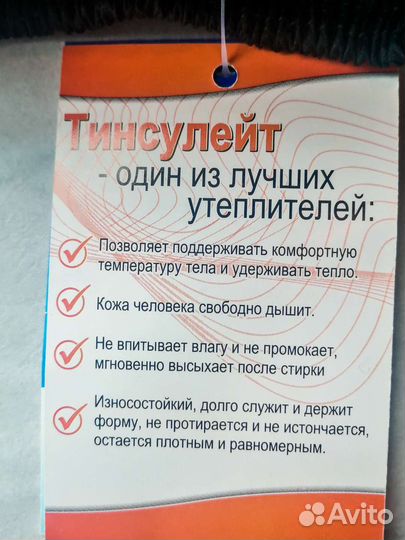 Тинсулейт
- один из лучших
утеплителей:
Позволяет поддерживать комфортную
температуру тела и удерживать тепло.
Кожа человека свободно дышит.
Не впитывает влагу и не промокает,
мгновенно высыхает после стирки
Износостойкий, долго служит и держит
форму, не протирается и не истончается,
остается плотным и равномерным.
Avito